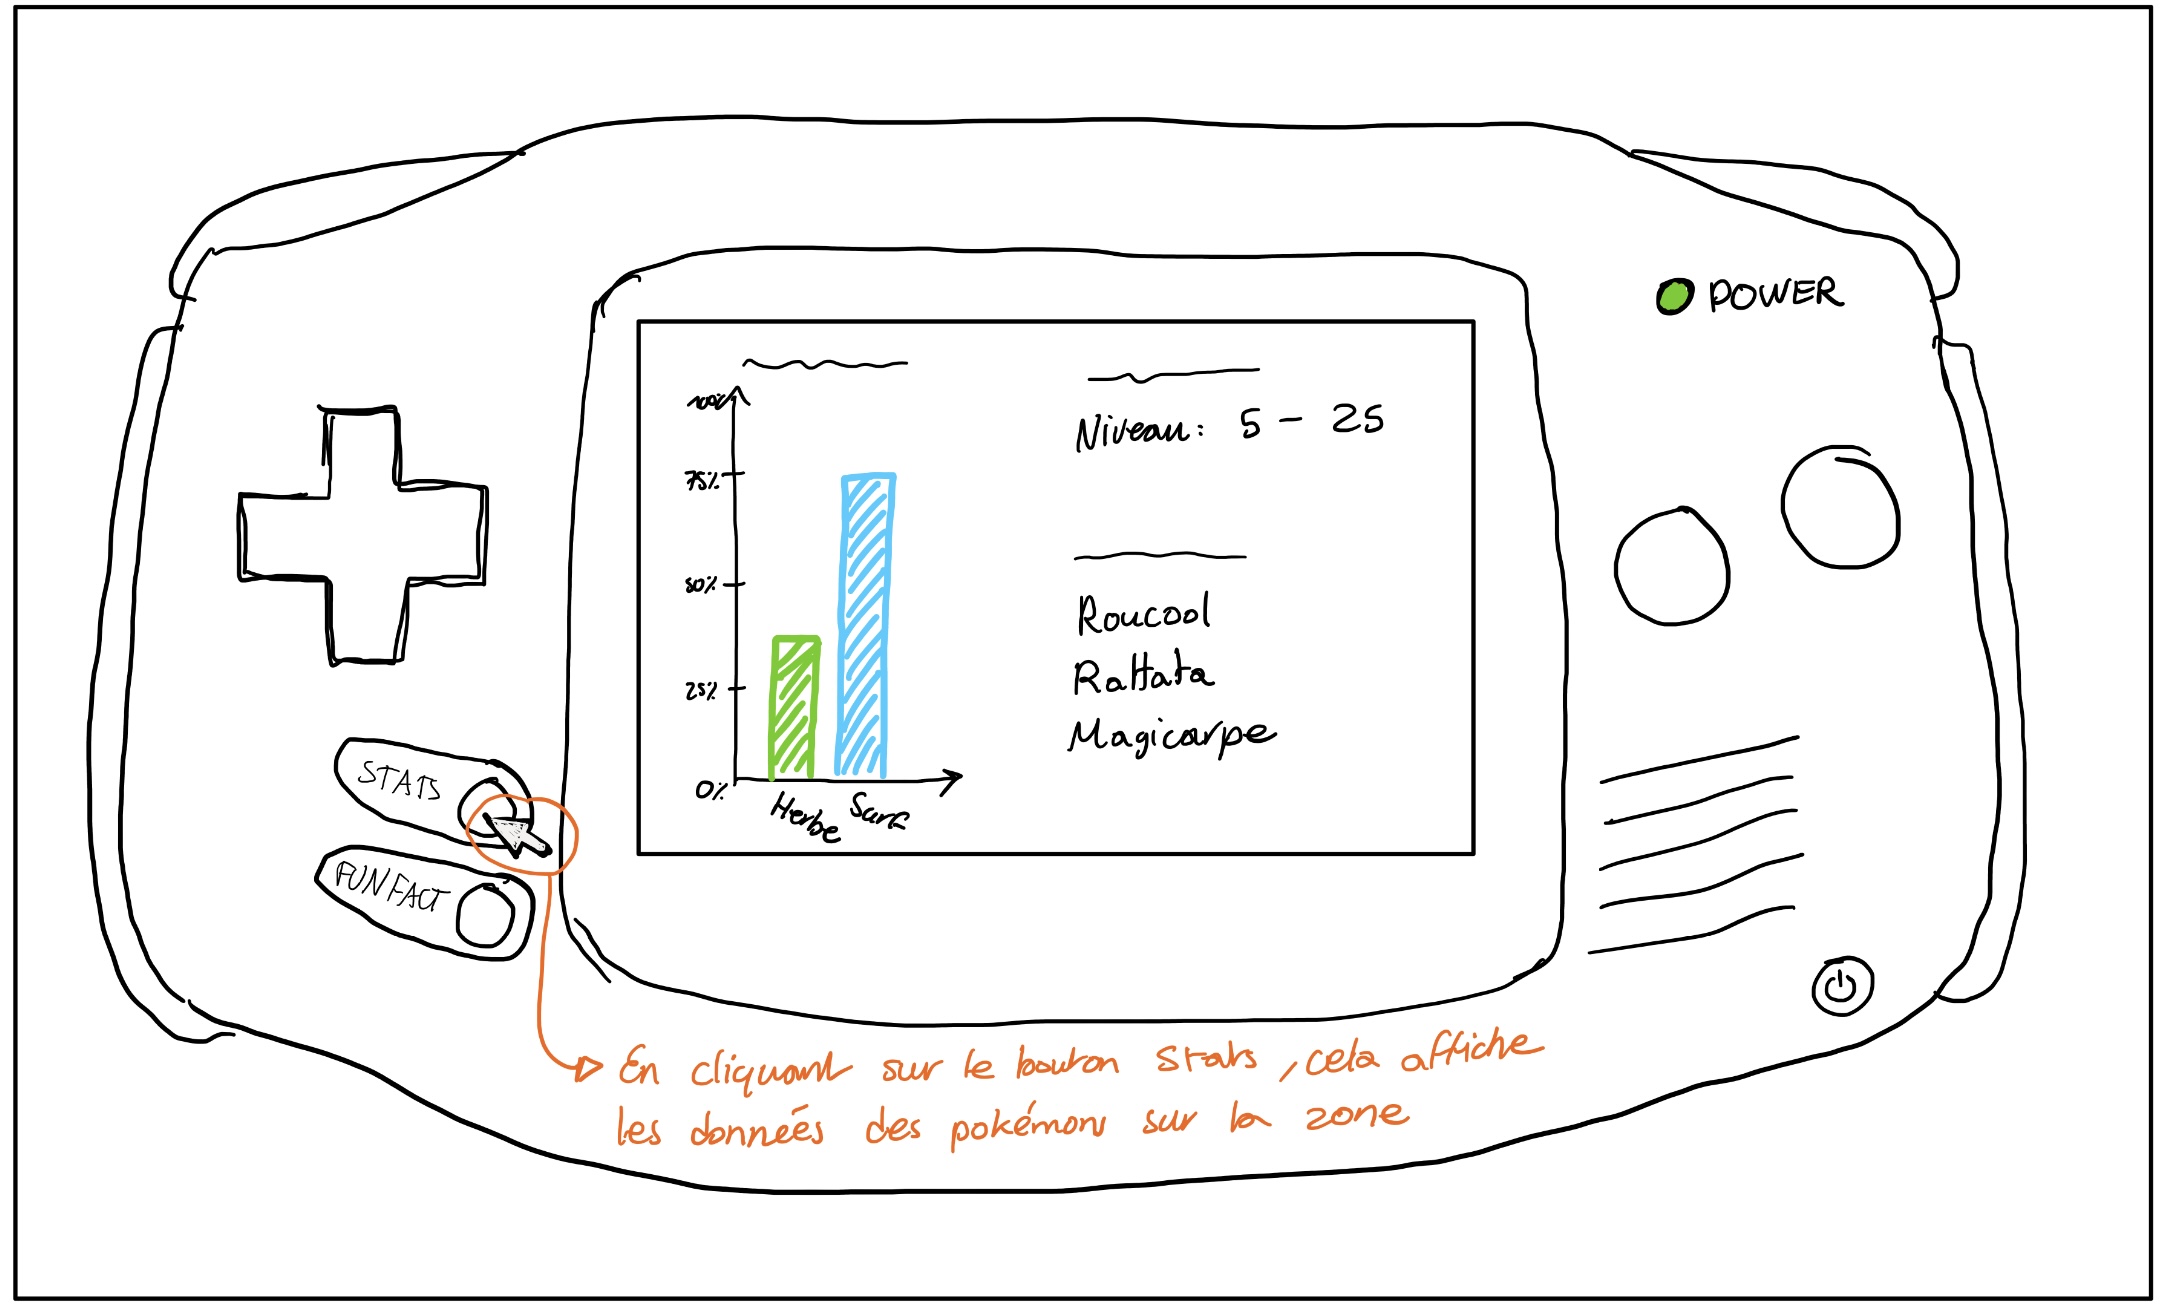 POWER
100%
75%
50%
25%
0%
Herbe
Surf
Niveau: 5 - 25
Roucool
Rattata
Magicarpe
STATS
FUN FACT
En cliquant sur le bouton Stats, cela affiche
les données des pokémons sur la zone